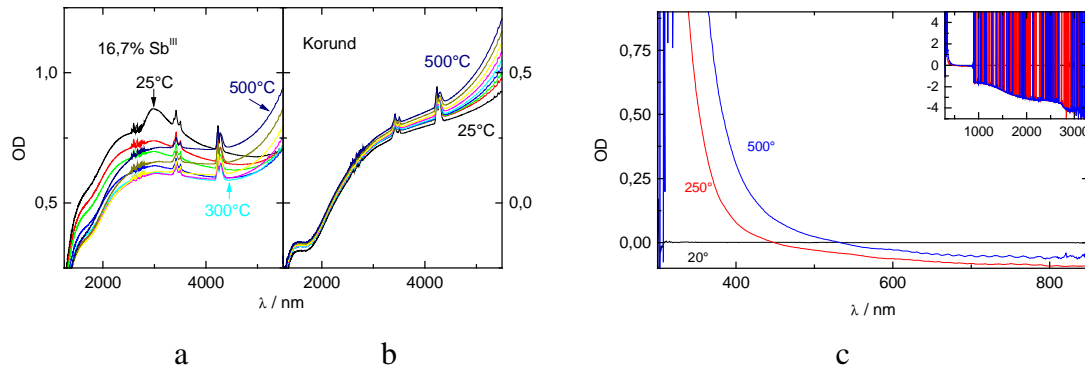 16,7% Sb^III
25°C
500°C
300°C
1,0
0,5
OD
2000
4000
λ / nm
a
Korund
500°C
25°C
0,5
0,0
2000
4000
b
0,75
0,50
0,25
0,00
OD
250°
500°
20°
400
600
800
λ / nm
4
2
0
-2
-4
1000
2000
3000
c